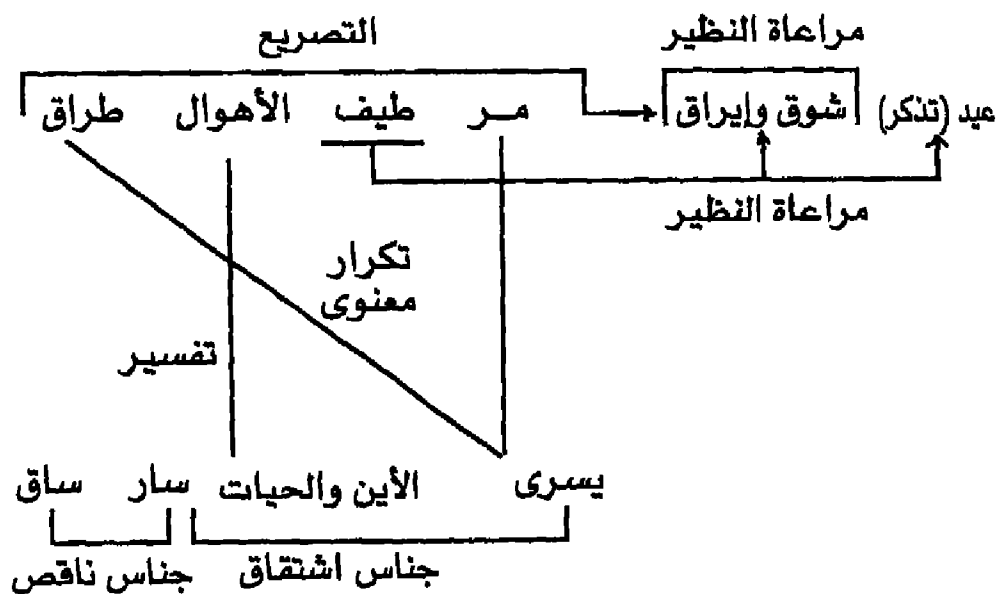 مراعاة النظير
التصريع
عيد (تذكر) شوق وإيراق مـر طيف الأهوال طراق
مراعاة النظير
تكرار
معنوى
تفسير
يسرى الأين والحيات سار ساق
جناس اشتقاق جناس ناقص